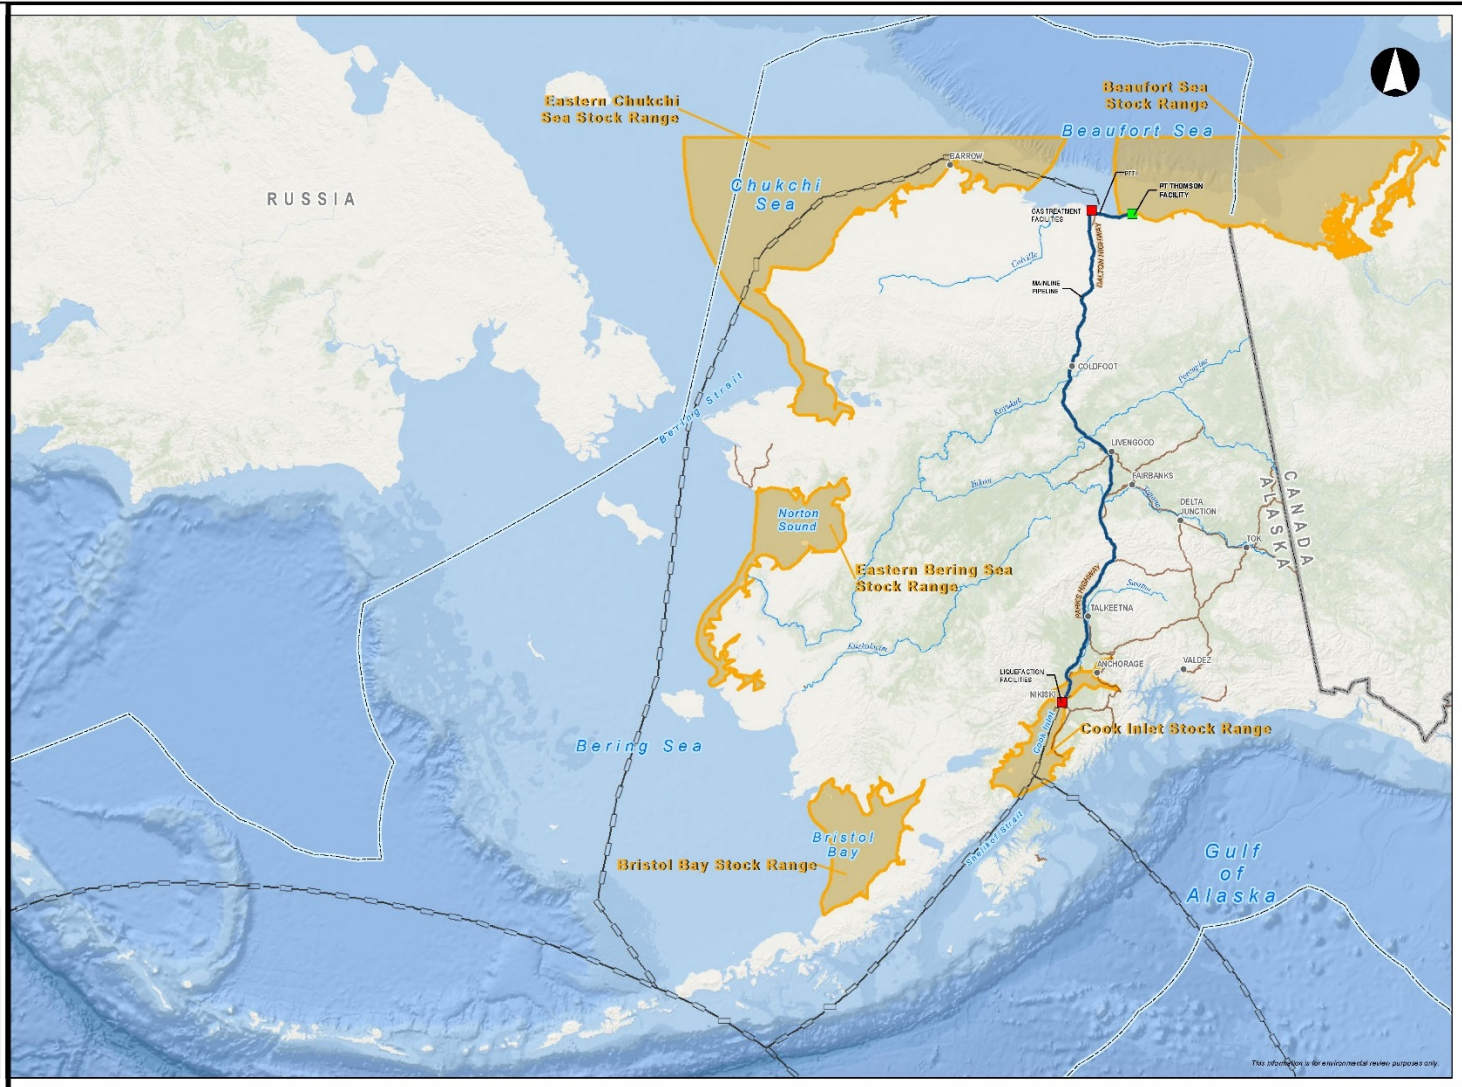 Eastern Chukchi
Sea Stock Range
Beaufort Sea
Stock Range
Beaufort Sea
RUSSIA
Chukchi
Sea
BARROW
PTTL
PT THOMSON
FACILITY
GAS TREATMENT
FACILITIES
DALTON HIGHWAY
Colville
MAINLINE
PIPELINE
COLDFOOT
Porcupine
Bering Strait
Koyukuk
LIVENGOOD
FAIRBANKS
Yukon
Tanana
DELTA
JUNCTION
TOK
CANADA
ALASKA
Norton
Sound
Eastern Bering Sea
Stock Range
PARKS HIGHWAY
Susitna
TALKEETNA
Kuskokwim
ANCHORAGE
VALDEZ
LIQUEFACTION
FACILITIES
NIKISKI
Cook Inlet
Cook Inlet Stock Range
Bering Sea
Bristol
Bay
Bristol Bay Stock Range
Shelikof Strait
Gulf
of
Alaska
This information is for environmental review purposes only.